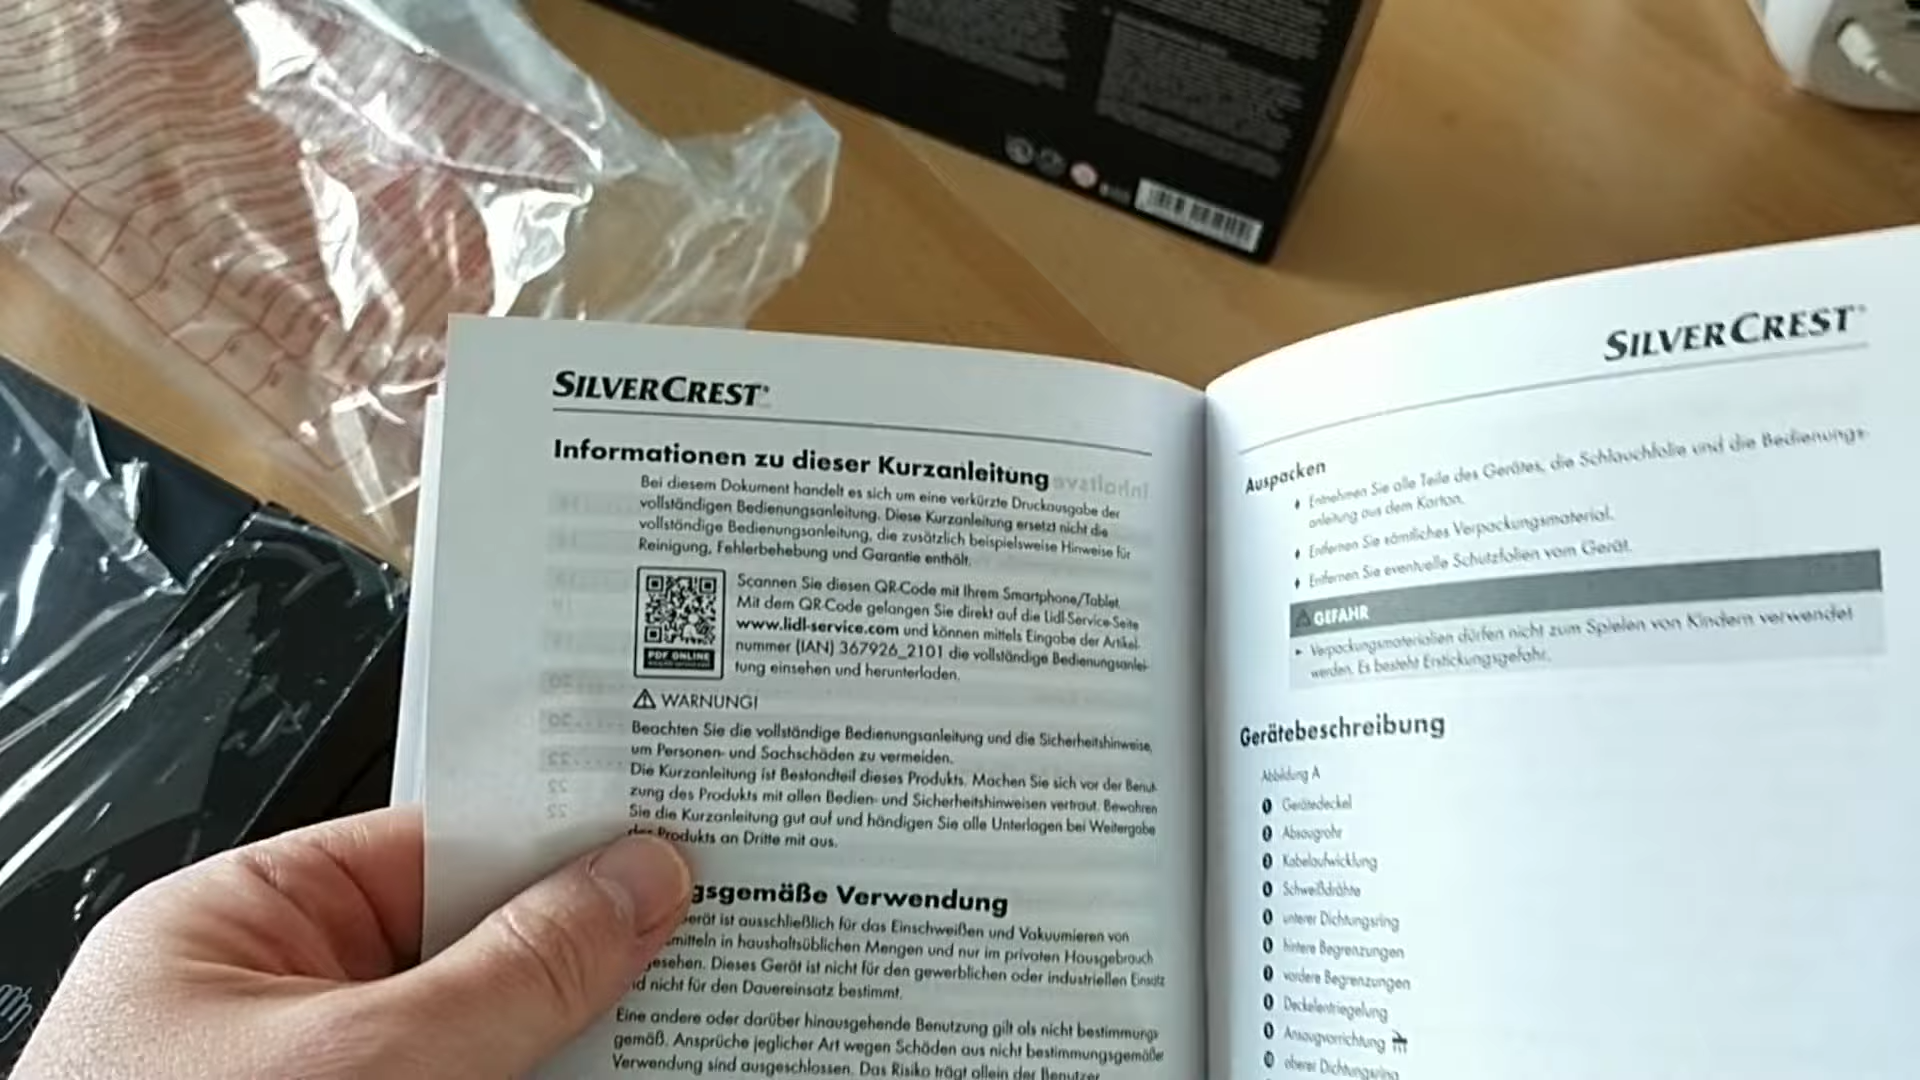 SILVERCREST®
Informationen zu dieser Kurzanleitung
Bei diesem Dokument handelt es sich um eine verkürzte Druckausgabe der
vollständigen Bedienungsanleitung. Diese Kurzanleitung ersetzt nicht die
vollständige Bedienungsanleitung, die zusätzlich beispielsweise Hinweise für
Reinigung, Fehlerbehebung und Garantie enthält.
PDF ONLINE
Scannen Sie diesen QR-Code mit Ihrem Smartphone/Tablet.
Mit dem QR-Code gelangen Sie direkt auf die Lidl-Service-Seite
www.lidl-service.com und können mittels Eingabe der Artikel-
nummer (IAN) 367926_2101 die vollständige Bedienungsanlei-
tung einsehen und herunterladen.
WARNUNG!
Beachten Sie die vollständige Bedienungsanleitung und die Sicherheitshinweise,
um Personen- und Sachschäden zu vermeiden.
Die Kurzanleitung ist Bestandteil dieses Produkts. Machen Sie sich vor der Benut-
zung des Produkts mit allen Bedien- und Sicherheitshinweisen vertraut. Bewahren
Sie die Kurzanleitung gut auf und händigen Sie alle Unterlagen bei Weitergabe
des Produkts an Dritte mit aus.
gsgemäße Verwendung
erät ist ausschließlich für das Einschweißen und Vakuumieren von
smitteln in haushaltsüblichen Mengen und nur im privaten Hausgebrauch
gesehen. Dieses Gerät ist nicht für den gewerblichen oder industriellen Einsatz
nd nicht für den Dauereinsatz bestimmt.
Eine andere oder darüber hinausgehende Benutzung gilt als nicht bestimmungs-
gemäß. Ansprüche jeglicher Art wegen Schäden aus nicht bestimmungsgemäßer
Verwendung sind ausgeschlossen. Das Risiko trägt allein der Benutzer.
SILVERCREST®
Auspacken
♦ Entnehmen Sie alle Teile des Gerätes, die Schlauchfolie und die Bedienungs-
anleitung aus dem Karton.
♦ Entfernen Sie sämtliches Verpackungsmaterial.
♦ Entfernen Sie eventuelle Schutzfolien vom Gerät.
GEFAHR
► Verpackungsmaterialien dürfen nicht zum Spielen von Kindern verwendet
werden. Es besteht Erstickungsgefahr.
Gerätebeschreibung
Abbildung A
Gerätedeckel
Absaugrohr
Kabelaufwicklung
Schweißdrähte
unterer Dichtungsring
hintere Begrenzungen
vordere Begrenzungen
Deckelentriegelung
Ansaugvorrichtung
oberer Dichtungsring